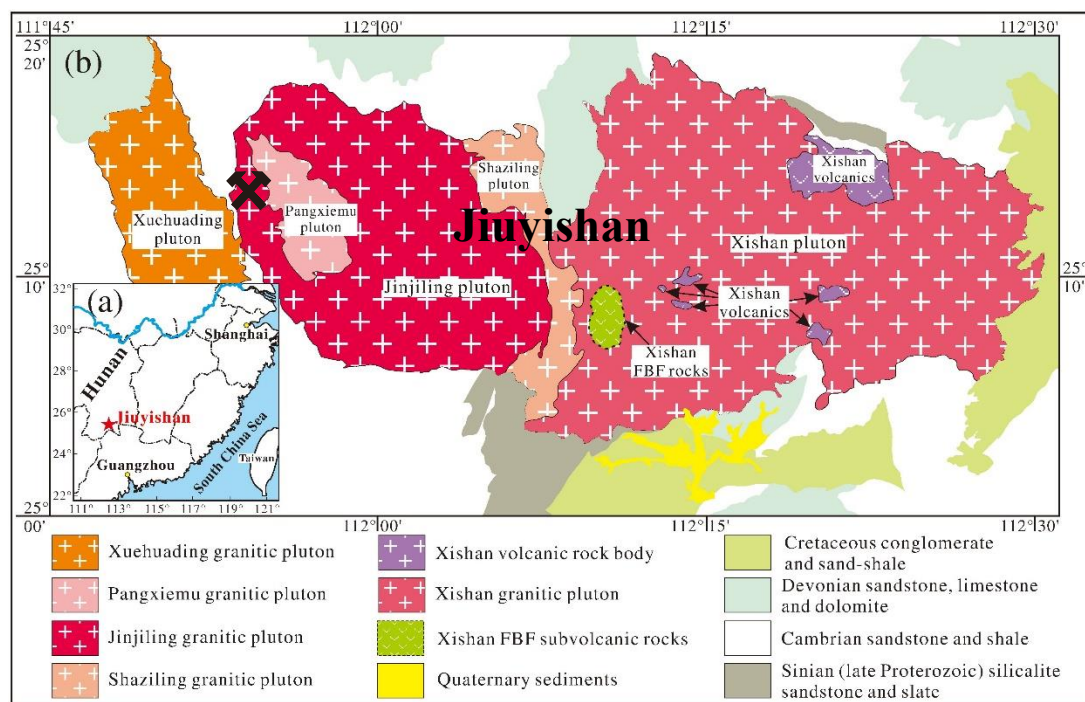 111° 45'
112°00'
112°15'
112°30'
25°
20'
(b)
Xishan
volcanics
Shaziling
pluton
Xuehuading
pluton
Pangxiemu
pluton
Jiuyishan
Xishan pluton
25°
10'
25°
10'
Jinjiling pluton
Xishan
volcanics
Xishan
FBF rocks
(a)
32°
30°
28°
26°
24°
22°
Shanghai
Hunan
Jiuyishan
Guangzhou
South China Sea
Taiwan
111° 113° 115° 117° 119° 121°
25°
00'
112°00'
112°15'
112°30'
Xuehuading granitic pluton
Pangxiemu granitic pluton
Jinjiling granitic pluton
Shaziling granitic pluton
Xishan volcanic rock body
Xishan granitic pluton
Xishan FBF subvolcanic rocks
Quaternary sediments
Cretaceous conglomerate
and sand-shale
Devonian sandstone, limestone
and dolomite
Cambrian sandstone and shale
Sinian (late Proterozoic) silicalite
sandstone and slate